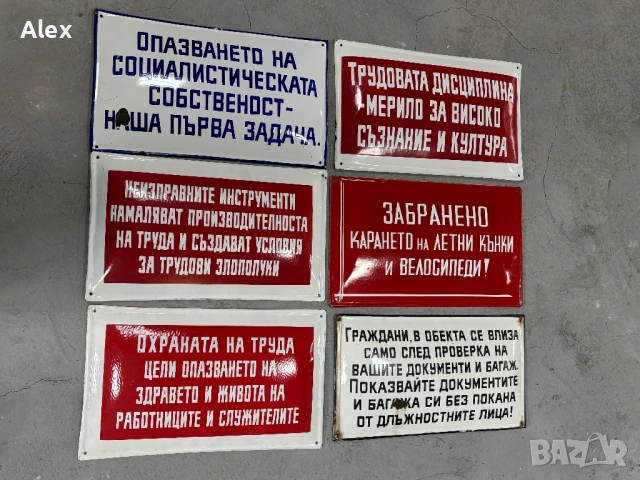 Alex
ОПАЗВАНЕТО НА
СОЦИАЛИСТИЧЕСКАТА
СОБСТВЕНОСТ-
НАША ПЪРВА ЗАДАЧА.
ТРУДОВАТА ДИСЦИПЛИНА
-МЕРИЛО ЗА ВИСОКО
СЪЗНАНИЕ И КУЛТУРА
НЕИЗПРАВНИТЕ ИНСТРУМЕНТИ
НАМАЛЯВАТ ПРОИЗВОДИТЕЛНОСТА
НА ТРУДА И СЪЗДАВАТ УСЛОВИЯ
ЗА ТРУДОВИ ЗЛОПОЛУКИ
ЗАБРАНЕНО
КАРАНЕТО НА ЛЕТНИ КЪНКИ
И ВЕЛОСИПЕДИ!
ОХРАНАТА НА ТРУДА
ЦЕЛИ ОПАЗВАНЕТО НА
ЗДРАВЕТО И ЖИВОТА НА
РАБОТНИЦИТЕ И СЛУЖИТЕЛИТЕ
ГРАЖДАНИ, В ОБЕКТА СЕ ВЛИЗА
САМО СЛЕД ПРОВЕРКА НА
ВАШИТЕ ДОКУМЕНТИ И БАГАЖ.
ПОКАЗВАЙТЕ ДОКУМЕНТИТЕ
И БАГАЖА СИ БЕЗ ПОКАНА
ОТ ДЛЪЖНОСТНИТЕ ЛИЦА!
BAZAR